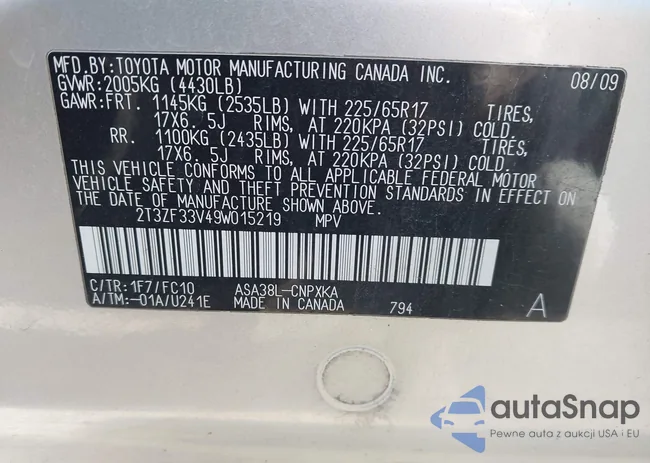 MFD. BY: TOYOTA MOTOR MANUFACTURING CANADA INC. 08/09
GVWR: 2005KG (4430LB)
GAWR: FRT. 1145KG (2535LB) WITH 225/65R17 TIRES,
17X6. 5J RIMS, AT 220KPA (32PSI) COLD.
RR. 1100KG (2435LB) WITH 225/65R17 TIRES,
17X6. 5J RIMS, AT 220KPA (32PSI) COLD.
THIS VEHICLE CONFORMS TO ALL APPLICABLE FEDERAL MOTOR
VEHICLE SAFETY AND THEFT PREVENTION STANDARDS IN EFFECT ON
THE DATE OF MANUFACTURE SHOWN ABOVE.
2T3ZF33V49W015219 MPV
C/TR: 1F7/FC10 ASA38L-CNPXKA
A/TM: -01A/U241E MADE IN CANADA 794 A
autaSnap
Pewne auta z aukcji USA i EU